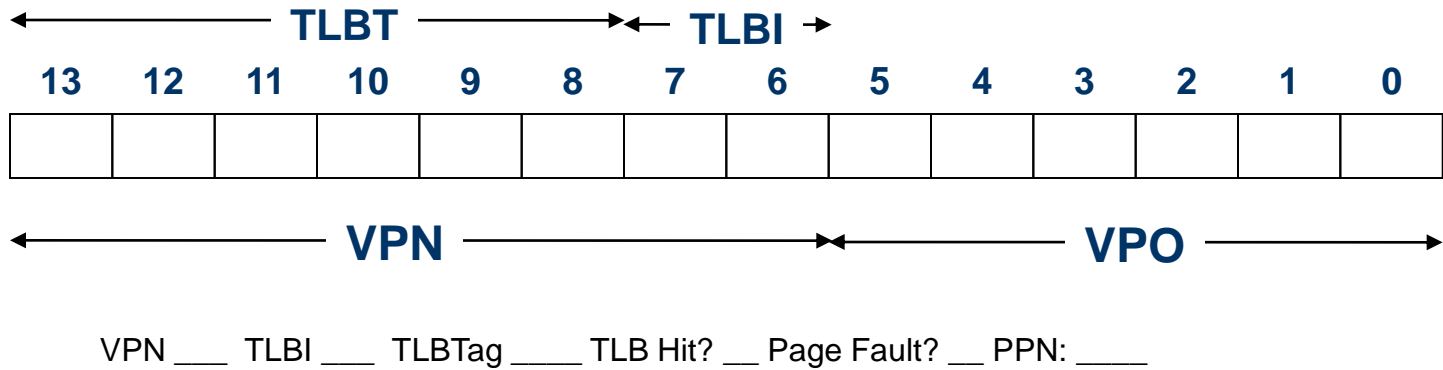 TLBT TLBI
13 12 11 10 9 8 7 6 5 4 3 2 1 0
VPN VPO
VPN ___ TLBI ___ TLBTag ____ TLB Hit? __ Page Fault? __ PPN: ____